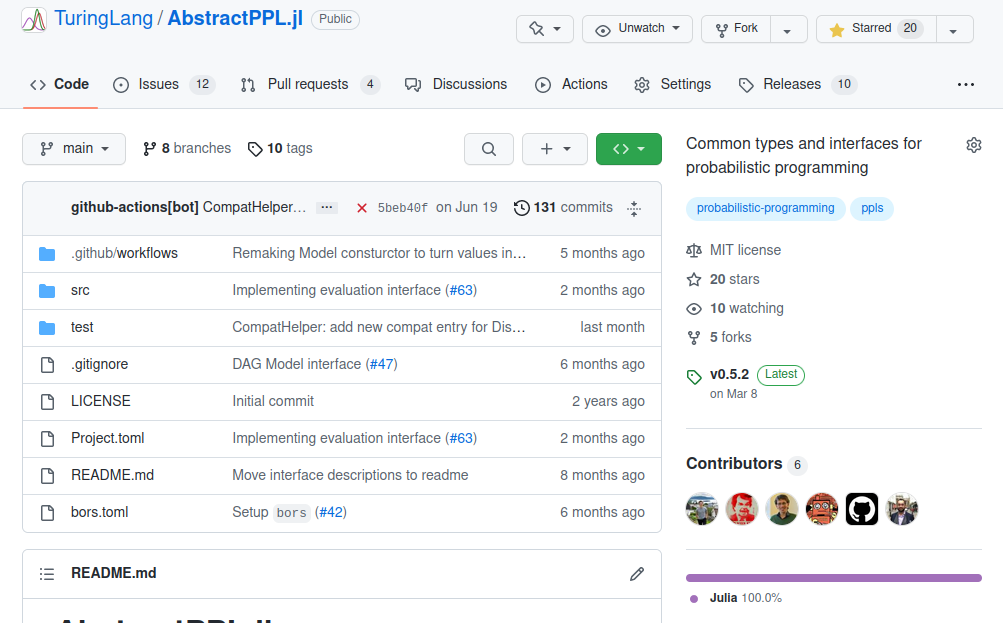 TuringLang / AbstractPPL.jl Public
Unwatch Fork Starred 20
Code Issues 12 Pull requests 4 Discussions Actions Settings Releases 10 ...
main 8 branches 10 tags
github-actions[bot] CompatHelper… ... 5beb40f on Jun 19 131 commits
.github/workflows Remaking Model consturctor to turn values in… 5 months ago
src Implementing evaluation interface (#63) 2 months ago
test CompatHelper: add new compat entry for Dis… last month
.gitignore DAG Model interface (#47) 6 months ago
LICENSE Initial commit 2 years ago
Project.toml Implementing evaluation interface (#63) 2 months ago
README.md Move interface descriptions to readme 8 months ago
bors.toml Setup bors (#42) 6 months ago
README.md
AbstractPPL.jl
Common types and interfaces for
probabilistic programming
probabilistic-programming ppls
MIT license
20 stars
10 watching
5 forks
v0.5.2 Latest
on Mar 8
Contributors 6
Julia 100.0%